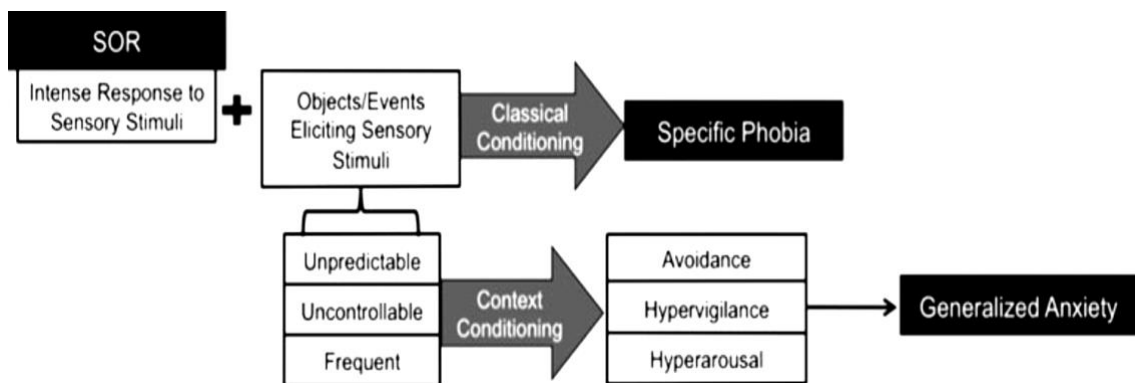 SOR
Intense Response to
Sensory Stimuli
+
Objects/Events
Eliciting Sensory
Stimuli
Classical
Conditioning
Specific Phobia
Unpredictable
Uncontrollable
Frequent
Context
Conditioning
Avoidance
Hypervigilance
Hyperarousal
Generalized Anxiety